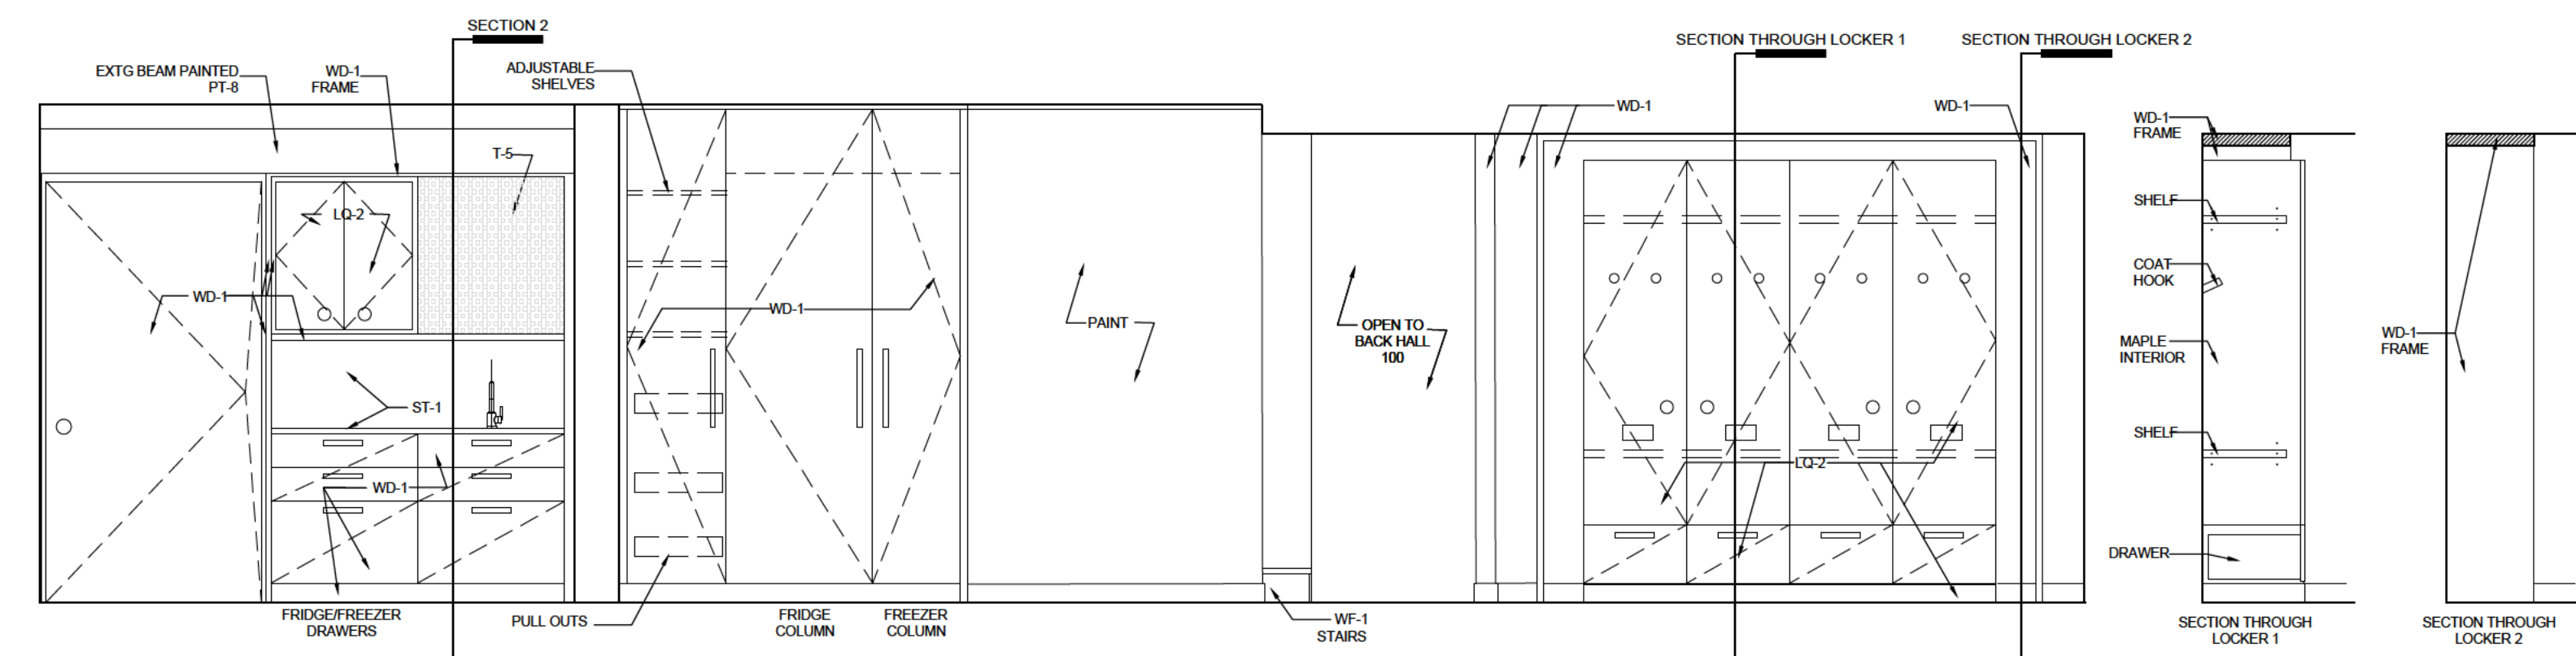 SECTION 2
SECTION THROUGH LOCKER 1
SECTION THROUGH LOCKER 2
EXTG BEAM PAINTED
PT-8
WD-1
FRAME
ADJUSTABLE
SHELVES
T-5
LQ-2
WD-1
ST-1
WD-1
FRIDGE/FREEZER
DRAWERS
PULL OUTS
WD-1
FRIDGE
COLUMN
FREEZER
COLUMN
PAINT
OPEN TO
BACK HALL
100
WF-1
STAIRS
WD-1
WD-1
LQ-2
WD-1
FRAME
SHELF
COAT
HOOK
MAPLE
INTERIOR
SHELF
DRAWER
SECTION THROUGH
LOCKER 1
WD-1
FRAME
SECTION THROUGH
LOCKER 2